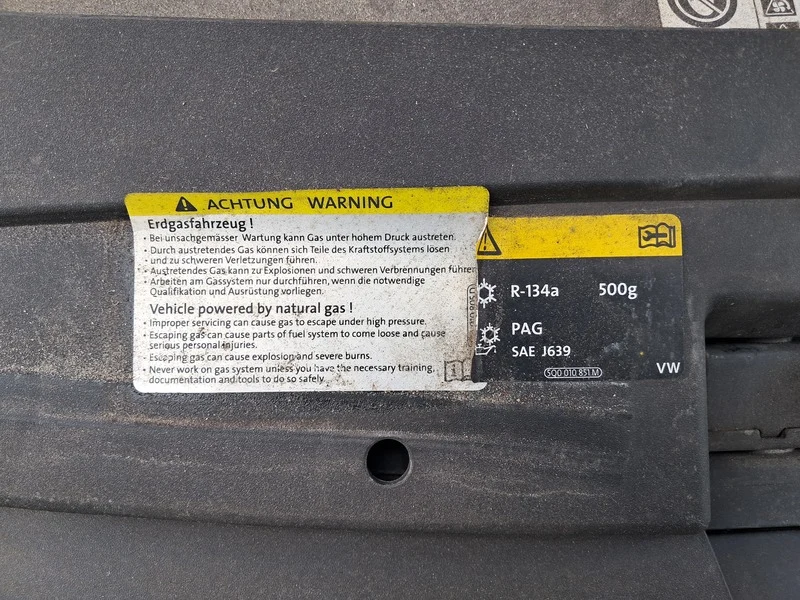 ACHTUNG WARNING
Erdgasfahrzeug !
• Bei unsachgemässer Wartung kann Gas unter hohem Druck austreten.
• Durch austretendes Gas können sich Teile des Kraftstoffsystems lösen
und zu schweren Verletzungen führen.
• Austretendes Gas kann zu Explosionen und schweren Verbrennungen führen
• Arbeiten am Gassystem nur durchführen, wenn die notwendige
Qualifikation und Ausrüstung vorliegen.
Vehicle powered by natural gas !
• Improper servicing can cause gas to escape under high pressure.
• Escaping gas can cause parts of fuel system to come loose and cause
serious personal injuries.
• Escaping gas can cause explosion and severe burns.
• Never work on gas system unless you have the necessary training,
documentation and tools to do so safely.
R-134a 500g
PAG
SAE J639
5Q0 010 851 M
VW